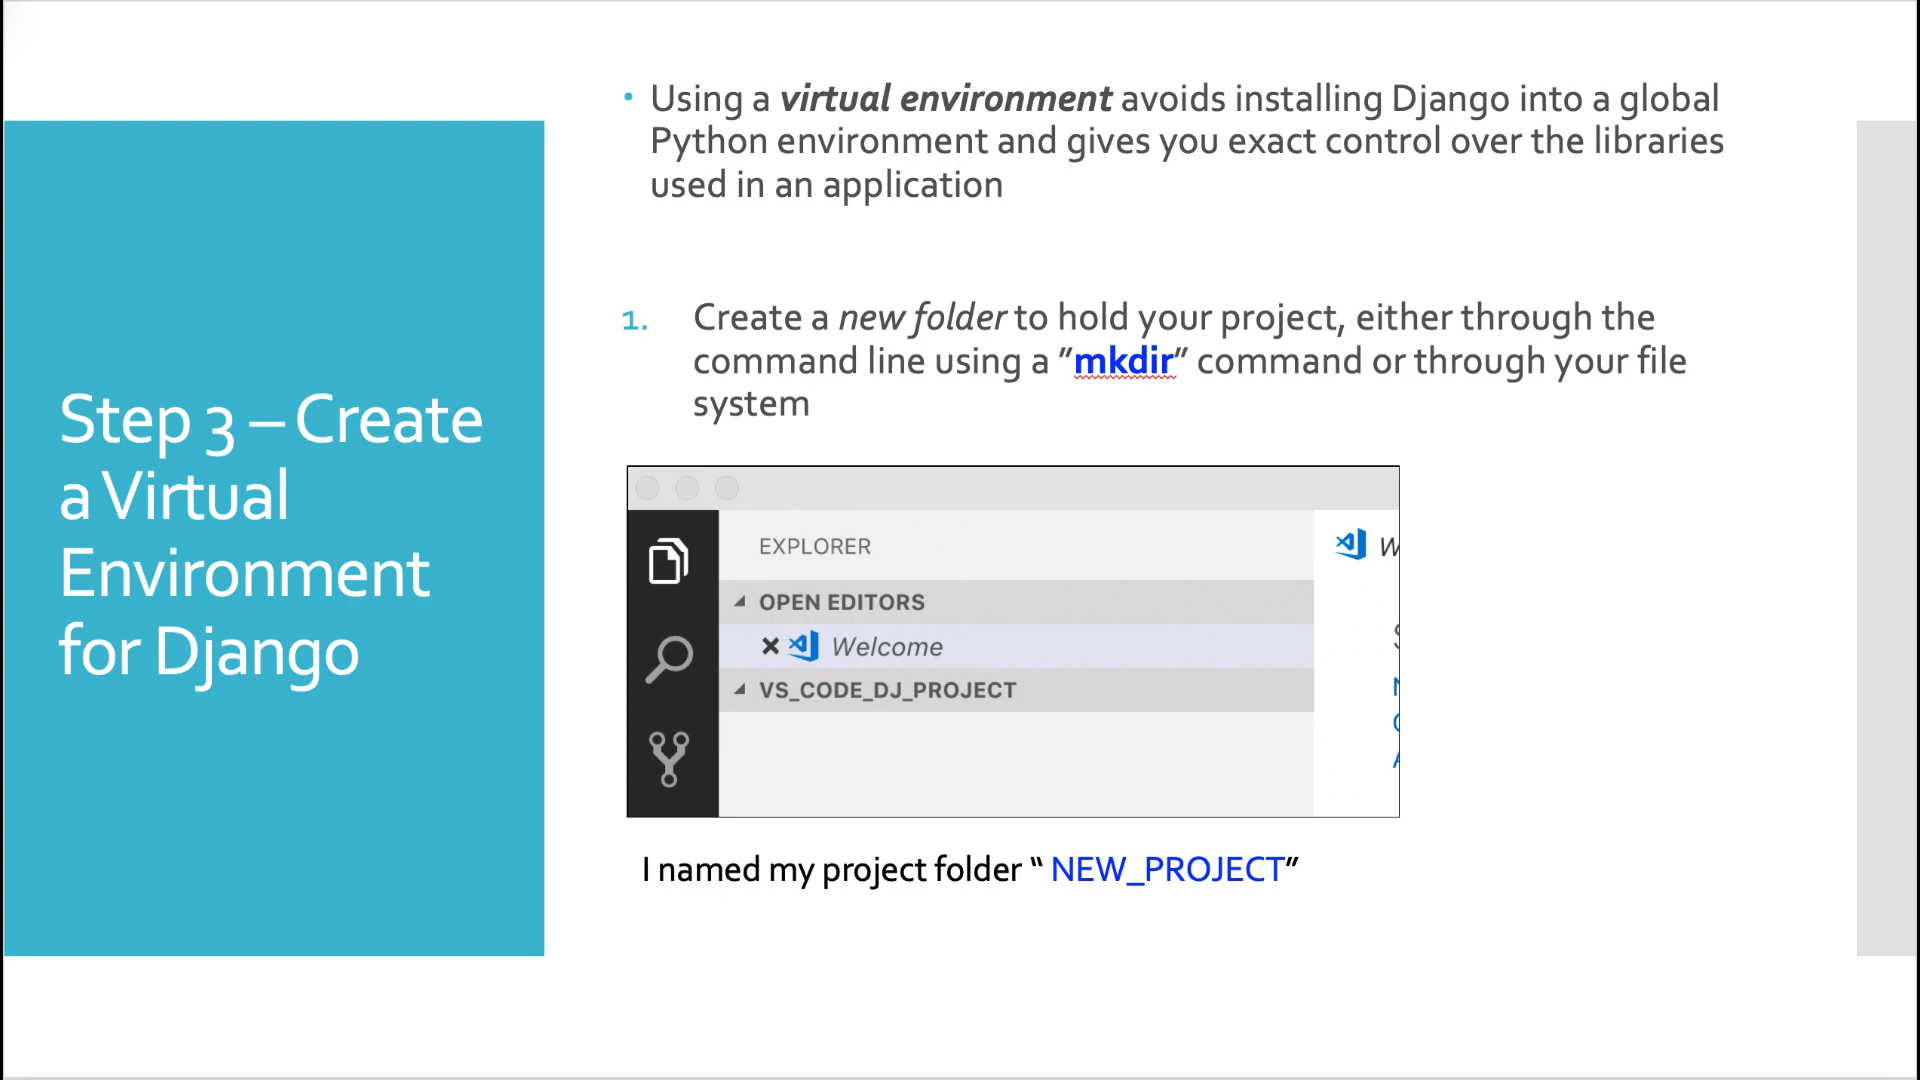 Step 3 – Create
a Virtual
Environment
for Django
• Using a virtual environment avoids installing Django into a global
Python environment and gives you exact control over the libraries
used in an application
1. Create a new folder to hold your project, either through the
command line using a ”mkdir” command or through your file
system
EXPLORER
OPEN EDITORS
Welcome
VS_CODE_DJ_PROJECT
I named my project folder “ NEW_PROJECT”